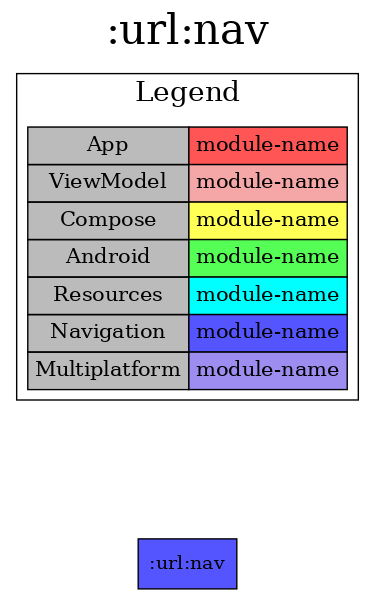 :url:nav
Legend
App module-name
ViewModel module-name
Compose module-name
Android module-name
Resources module-name
Navigation module-name
Multiplatform module-name
:url:nav